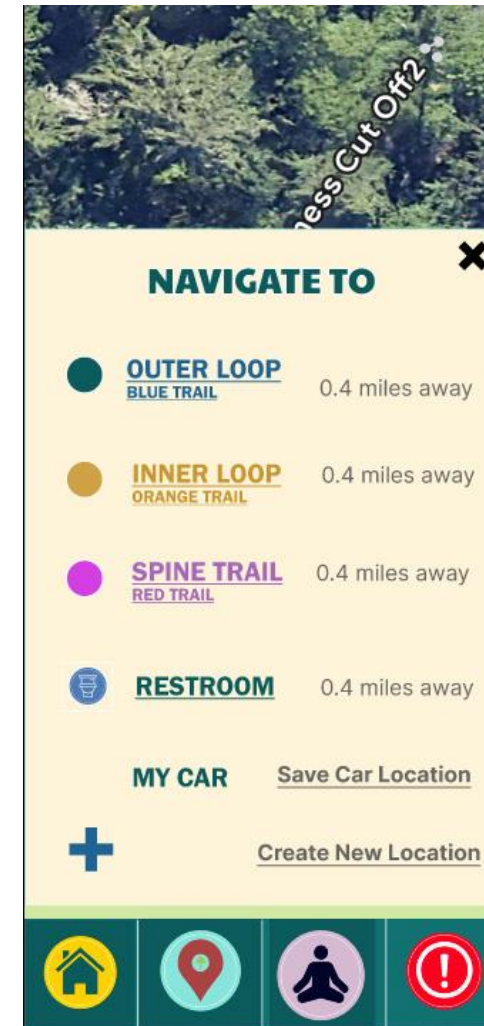 ness Cut Off2
NAVIGATE TO
OUTER LOOP
BLUE TRAIL
0.4 miles away
INNER LOOP
ORANGE TRAIL
0.4 miles away
SPINE TRAIL
RED TRAIL
0.4 miles away
RESTROOM
0.4 miles away
MY CAR
Save Car Location
Create New Location